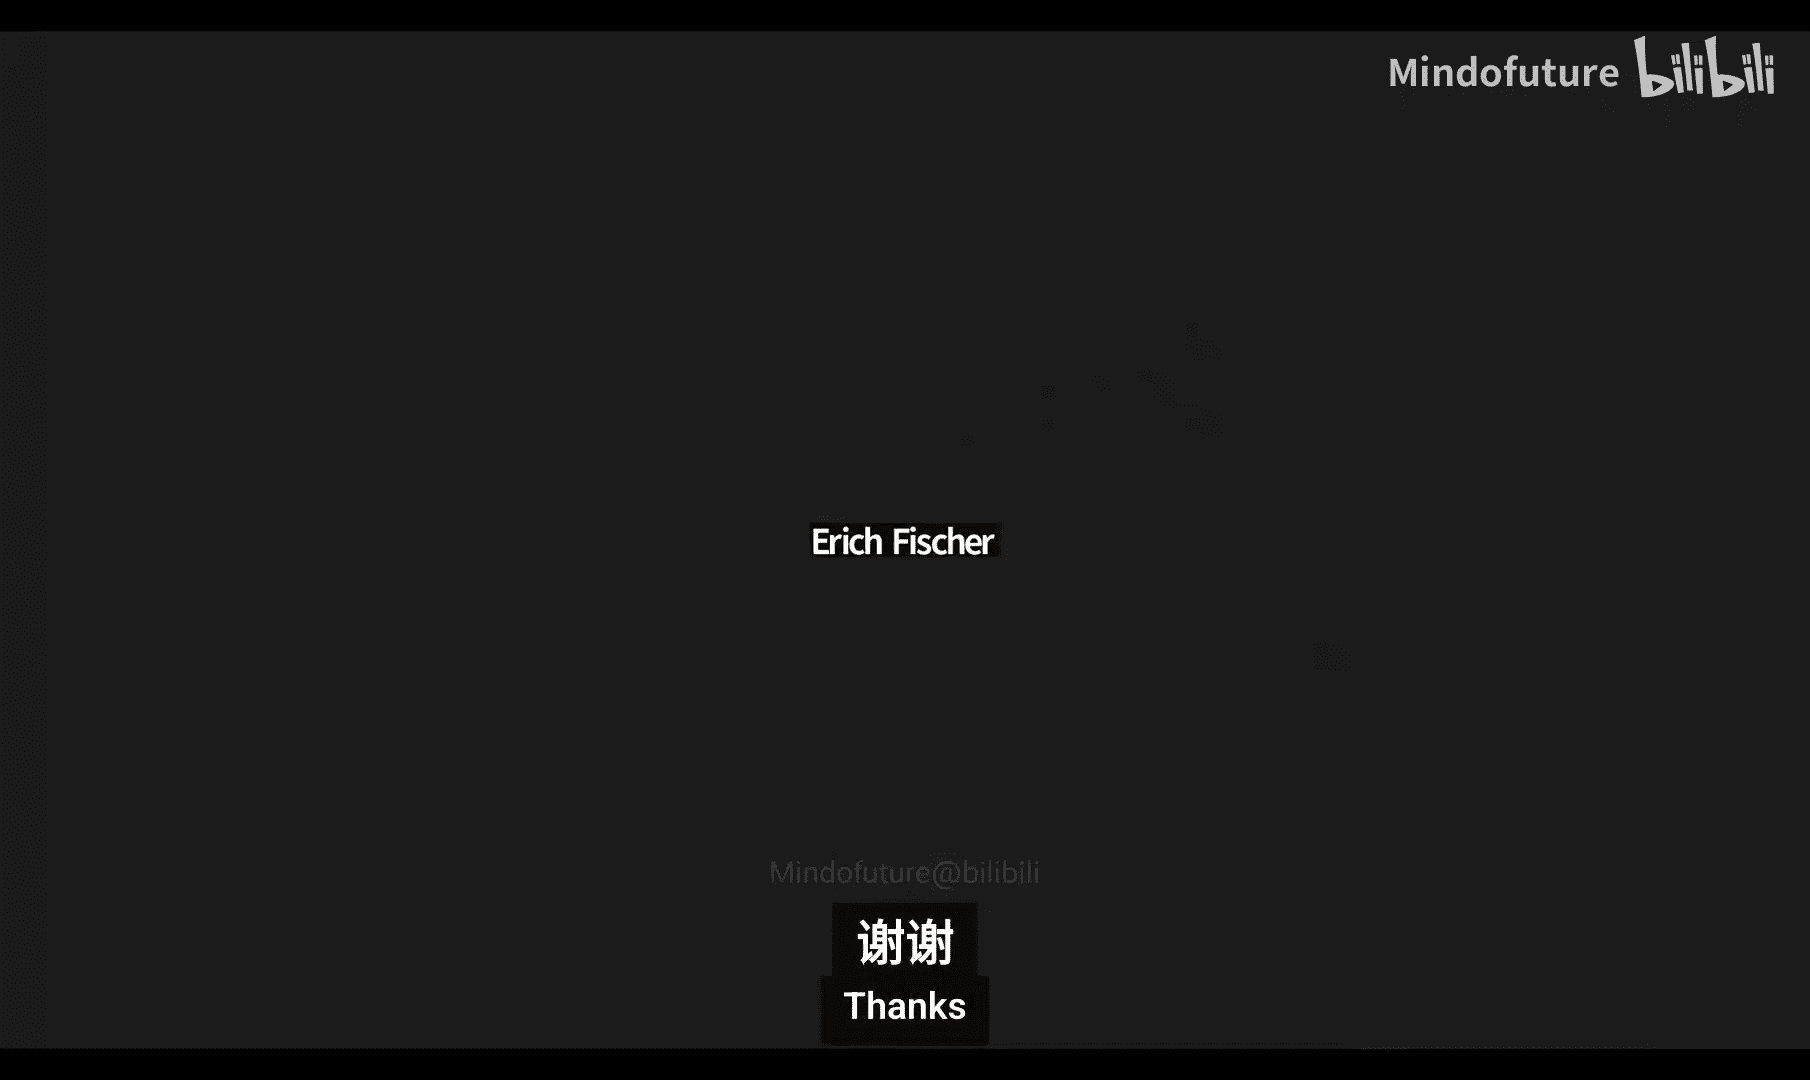 Mindofuture bilibili
Erich Fischer
Mindofuture@bilibili
谢谢
Thanks